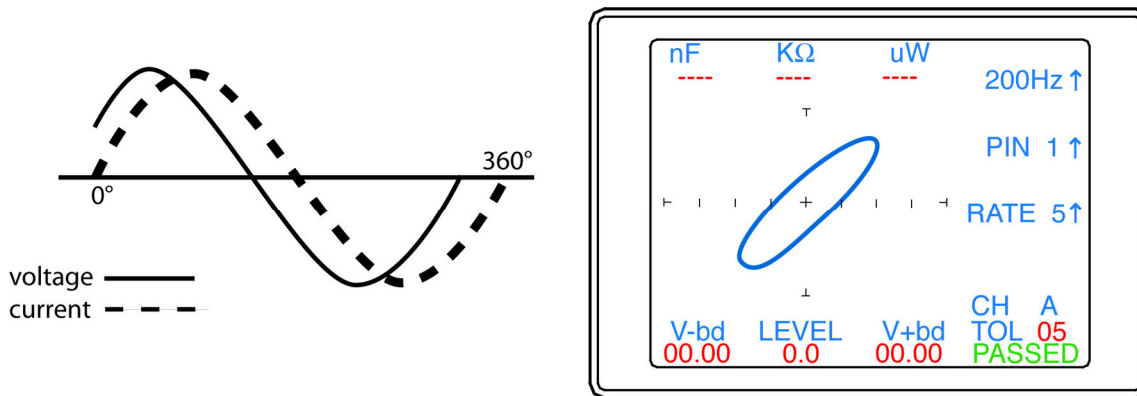 0°
360°
voltage
current
nF KΩ uW
---- ---- ----
200Hz↑
PIN 1↑
RATE 5↑
CH A
V-bd LEVEL V+bd TOL 05
00.00 0.0 00.00 PASSED